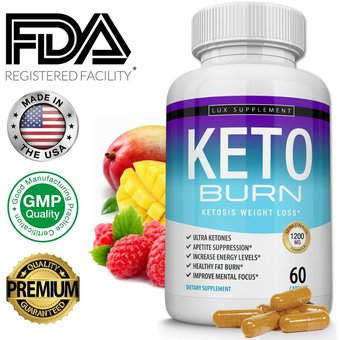 FDA
REGISTERED FACILITY*
MADE IN
THE USA
Good Manufacturing Practice Certification
GMP
Quality
QUALITY
PREMIUM
GUARANTEE
LUX SUPPLEMENT
KETO
BURN
KETOSIS WEIGHT LOSS*
ULTRA KETONES
APETITE SUPPRESSION*
INCREASE ENERGY LEVELS*
HEALTHY FAT BURN*
IMPROVE MENTAL FOCUS*
DIETARY SUPPLEMENT
1200
MG
60